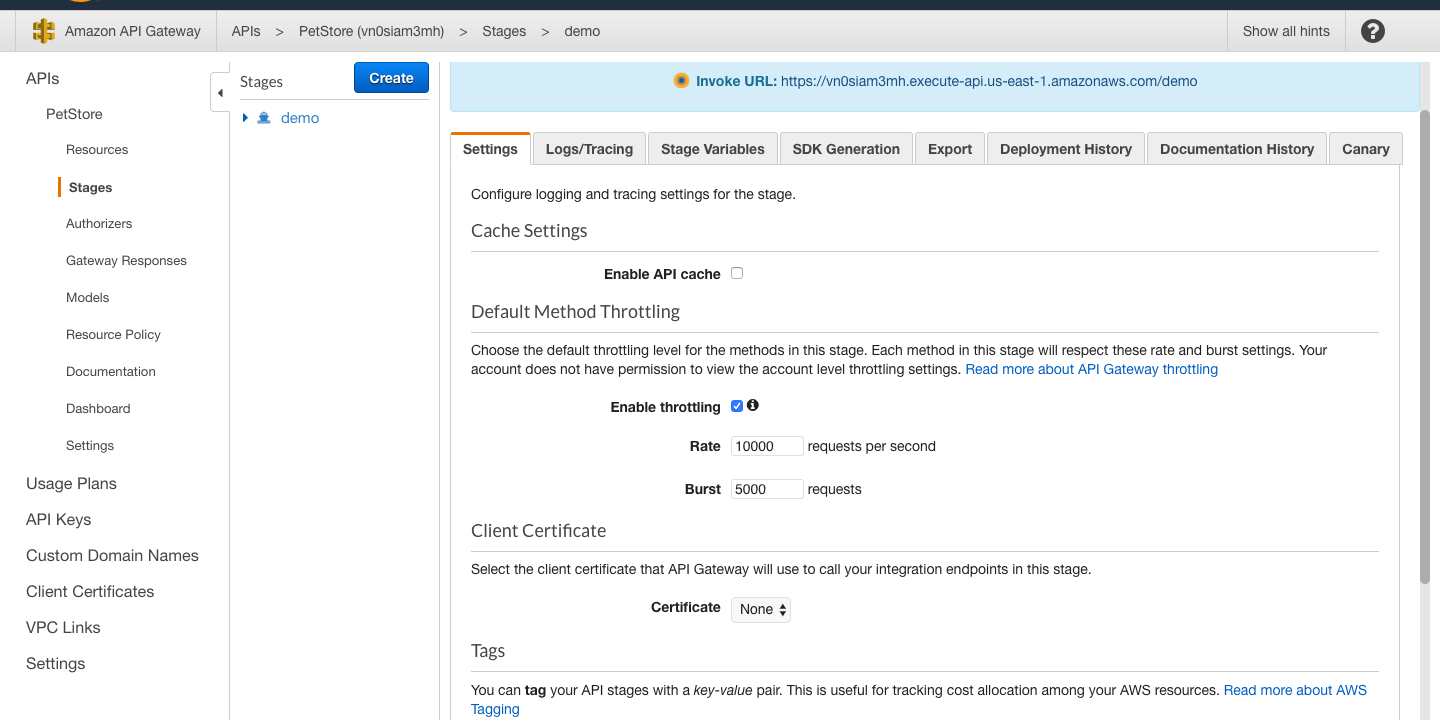 Amazon API Gateway APIs > PetStore (vn0siam3mh) > Stages > demo Show all hints ?
APIs
PetStore
Resources
Stages
Authorizers
Gateway Responses
Models
Resource Policy
Documentation
Dashboard
Settings
Usage Plans
API Keys
Custom Domain Names
Client Certificates
VPC Links
Settings
Stages Create
demo
Invoke URL: https://vn0siam3mh.execute-api.us-east-1.amazonaws.com/demo
Settings Logs/Tracing Stage Variables SDK Generation Export Deployment History Documentation History Canary
Configure logging and tracing settings for the stage.
Cache Settings
Enable API cache
Default Method Throttling
Choose the default throttling level for the methods in this stage. Each method in this stage will respect these rate and burst settings. Your
account does not have permission to view the account level throttling settings. Read more about API Gateway throttling
Enable throttling
Rate 10000 requests per second
Burst 5000 requests
Client Certificate
Select the client certificate that API Gateway will use to call your integration endpoints in this stage.
Certificate None
Tags
You can tag your API stages with a key-value pair. This is useful for tracking cost allocation among your AWS resources. Read more about AWS
Tagging